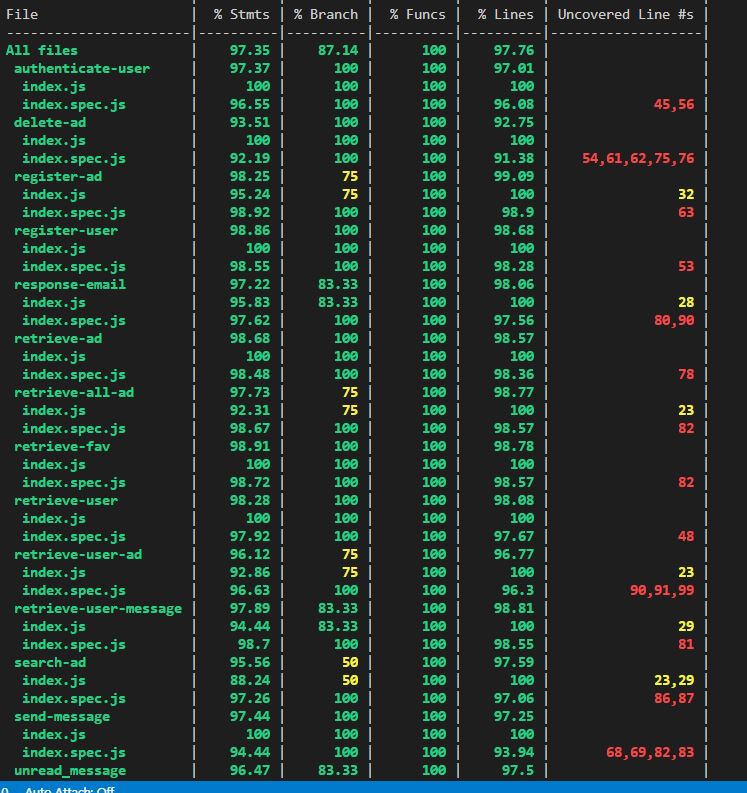 File | % Stmts | % Branch | % Funcs | % Lines | Uncovered Line #s |
------------------------|----------|----------|----------|----------|-------------------|
All files | 97.35 | 87.14 | 100 | 97.76 | |
authenticate-user | 97.37 | 100 | 100 | 97.01 | |
index.js | 100 | 100 | 100 | 100 | |
index.spec.js | 96.55 | 100 | 100 | 96.08 | 45,56 |
delete-ad | 93.51 | 100 | 100 | 92.75 | |
index.js | 100 | 100 | 100 | 100 | |
index.spec.js | 92.19 | 100 | 100 | 91.38 | 54,61,62,75,76 |
register-ad | 98.25 | 75 | 100 | 99.09 | |
index.js | 95.24 | 75 | 100 | 100 | 32 |
index.spec.js | 98.92 | 100 | 100 | 98.9 | 63 |
register-user | 98.86 | 100 | 100 | 98.68 | |
index.js | 100 | 100 | 100 | 100 | |
index.spec.js | 98.55 | 100 | 100 | 98.28 | 53 |
response-email | 97.22 | 83.33 | 100 | 98.06 | |
index.js | 95.83 | 83.33 | 100 | 100 | 28 |
index.spec.js | 97.62 | 100 | 100 | 97.56 | 80,90 |
retrieve-ad | 98.68 | 100 | 100 | 98.57 | |
index.js | 100 | 100 | 100 | 100 | |
index.spec.js | 98.48 | 100 | 100 | 98.36 | 78 |
retrieve-all-ad | 97.73 | 75 | 100 | 98.77 | |
index.js | 92.31 | 75 | 100 | 100 | 23 |
index.spec.js | 98.67 | 100 | 100 | 98.57 | 82 |
retrieve-fav | 98.91 | 100 | 100 | 98.78 | |
index.js | 100 | 100 | 100 | 100 | |
index.spec.js | 98.72 | 100 | 100 | 98.57 | 82 |
retrieve-user | 98.28 | 100 | 100 | 98.08 | |
index.js | 100 | 100 | 100 | 100 | |
index.spec.js | 97.92 | 100 | 100 | 97.67 | 48 |
retrieve-user-ad | 96.12 | 75 | 100 | 96.77 | |
index.js | 92.86 | 75 | 100 | 100 | 23 |
index.spec.js | 96.63 | 100 | 100 | 96.3 | 90,91,99 |
retrieve-user-message | 97.89 | 83.33 | 100 | 98.81 | |
index.js | 94.44 | 83.33 | 100 | 100 | 29 |
index.spec.js | 98.7 | 100 | 100 | 98.55 | 81 |
search-ad | 95.56 | 50 | 100 | 97.59 | |
index.js | 88.24 | 50 | 100 | 100 | 23,29 |
index.spec.js | 97.26 | 100 | 100 | 97.06 | 86,87 |
send-message | 97.44 | 100 | 100 | 97.25 | |
index.js | 100 | 100 | 100 | 100 | |
index.spec.js | 94.44 | 100 | 100 | 93.94 | 68,69,82,83 |
unread_message | 96.47 | 83.33 | 100 | 97.5 | |
0 Auto Attach: Off